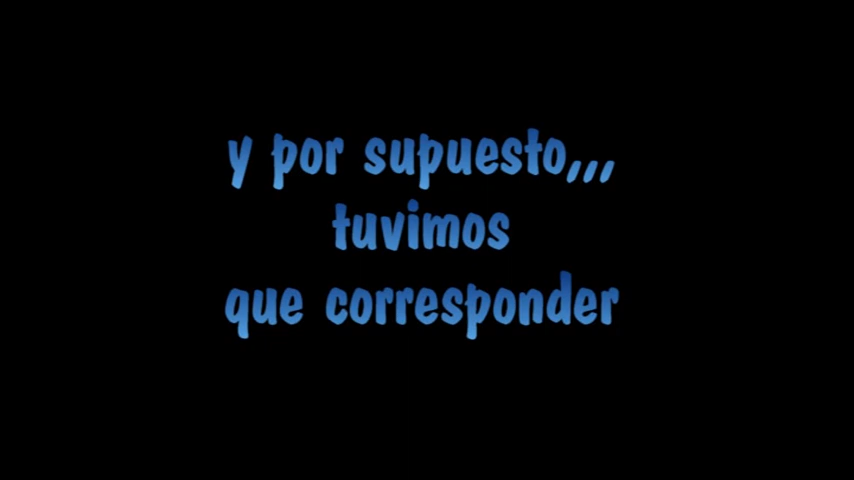 y por supuesto,,,
tuvimos
que corresponder